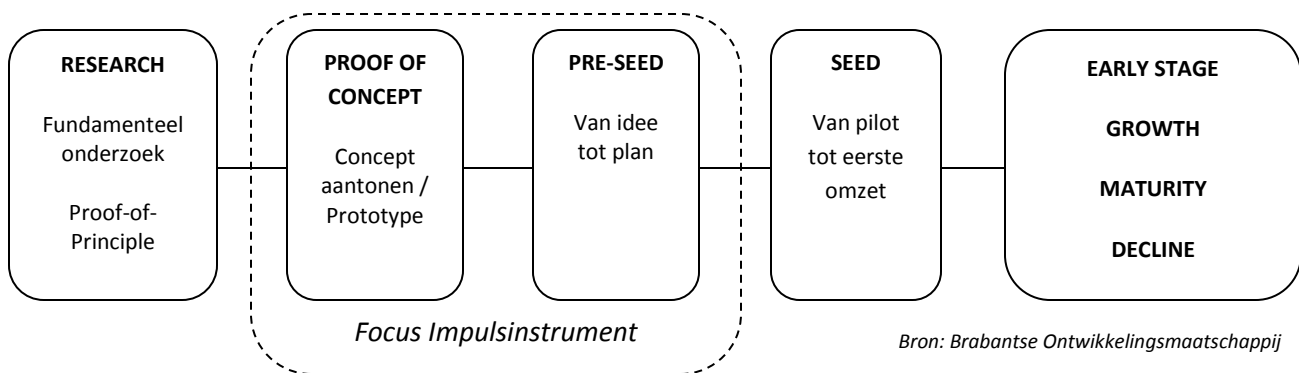 RESEARCH
Fundamenteel
onderzoek
Proof-of-
Principle
PROOF OF
CONCEPT
Concept
aantonen /
Prototype
PRE-SEED
Van idee
tot plan
SEED
Van pilot
tot eerste
omzet
EARLY STAGE
GROWTH
MATURITY
DECLINE
Focus Impulsinstrument
Bron: Brabantse Ontwikkelingsmaatschappij